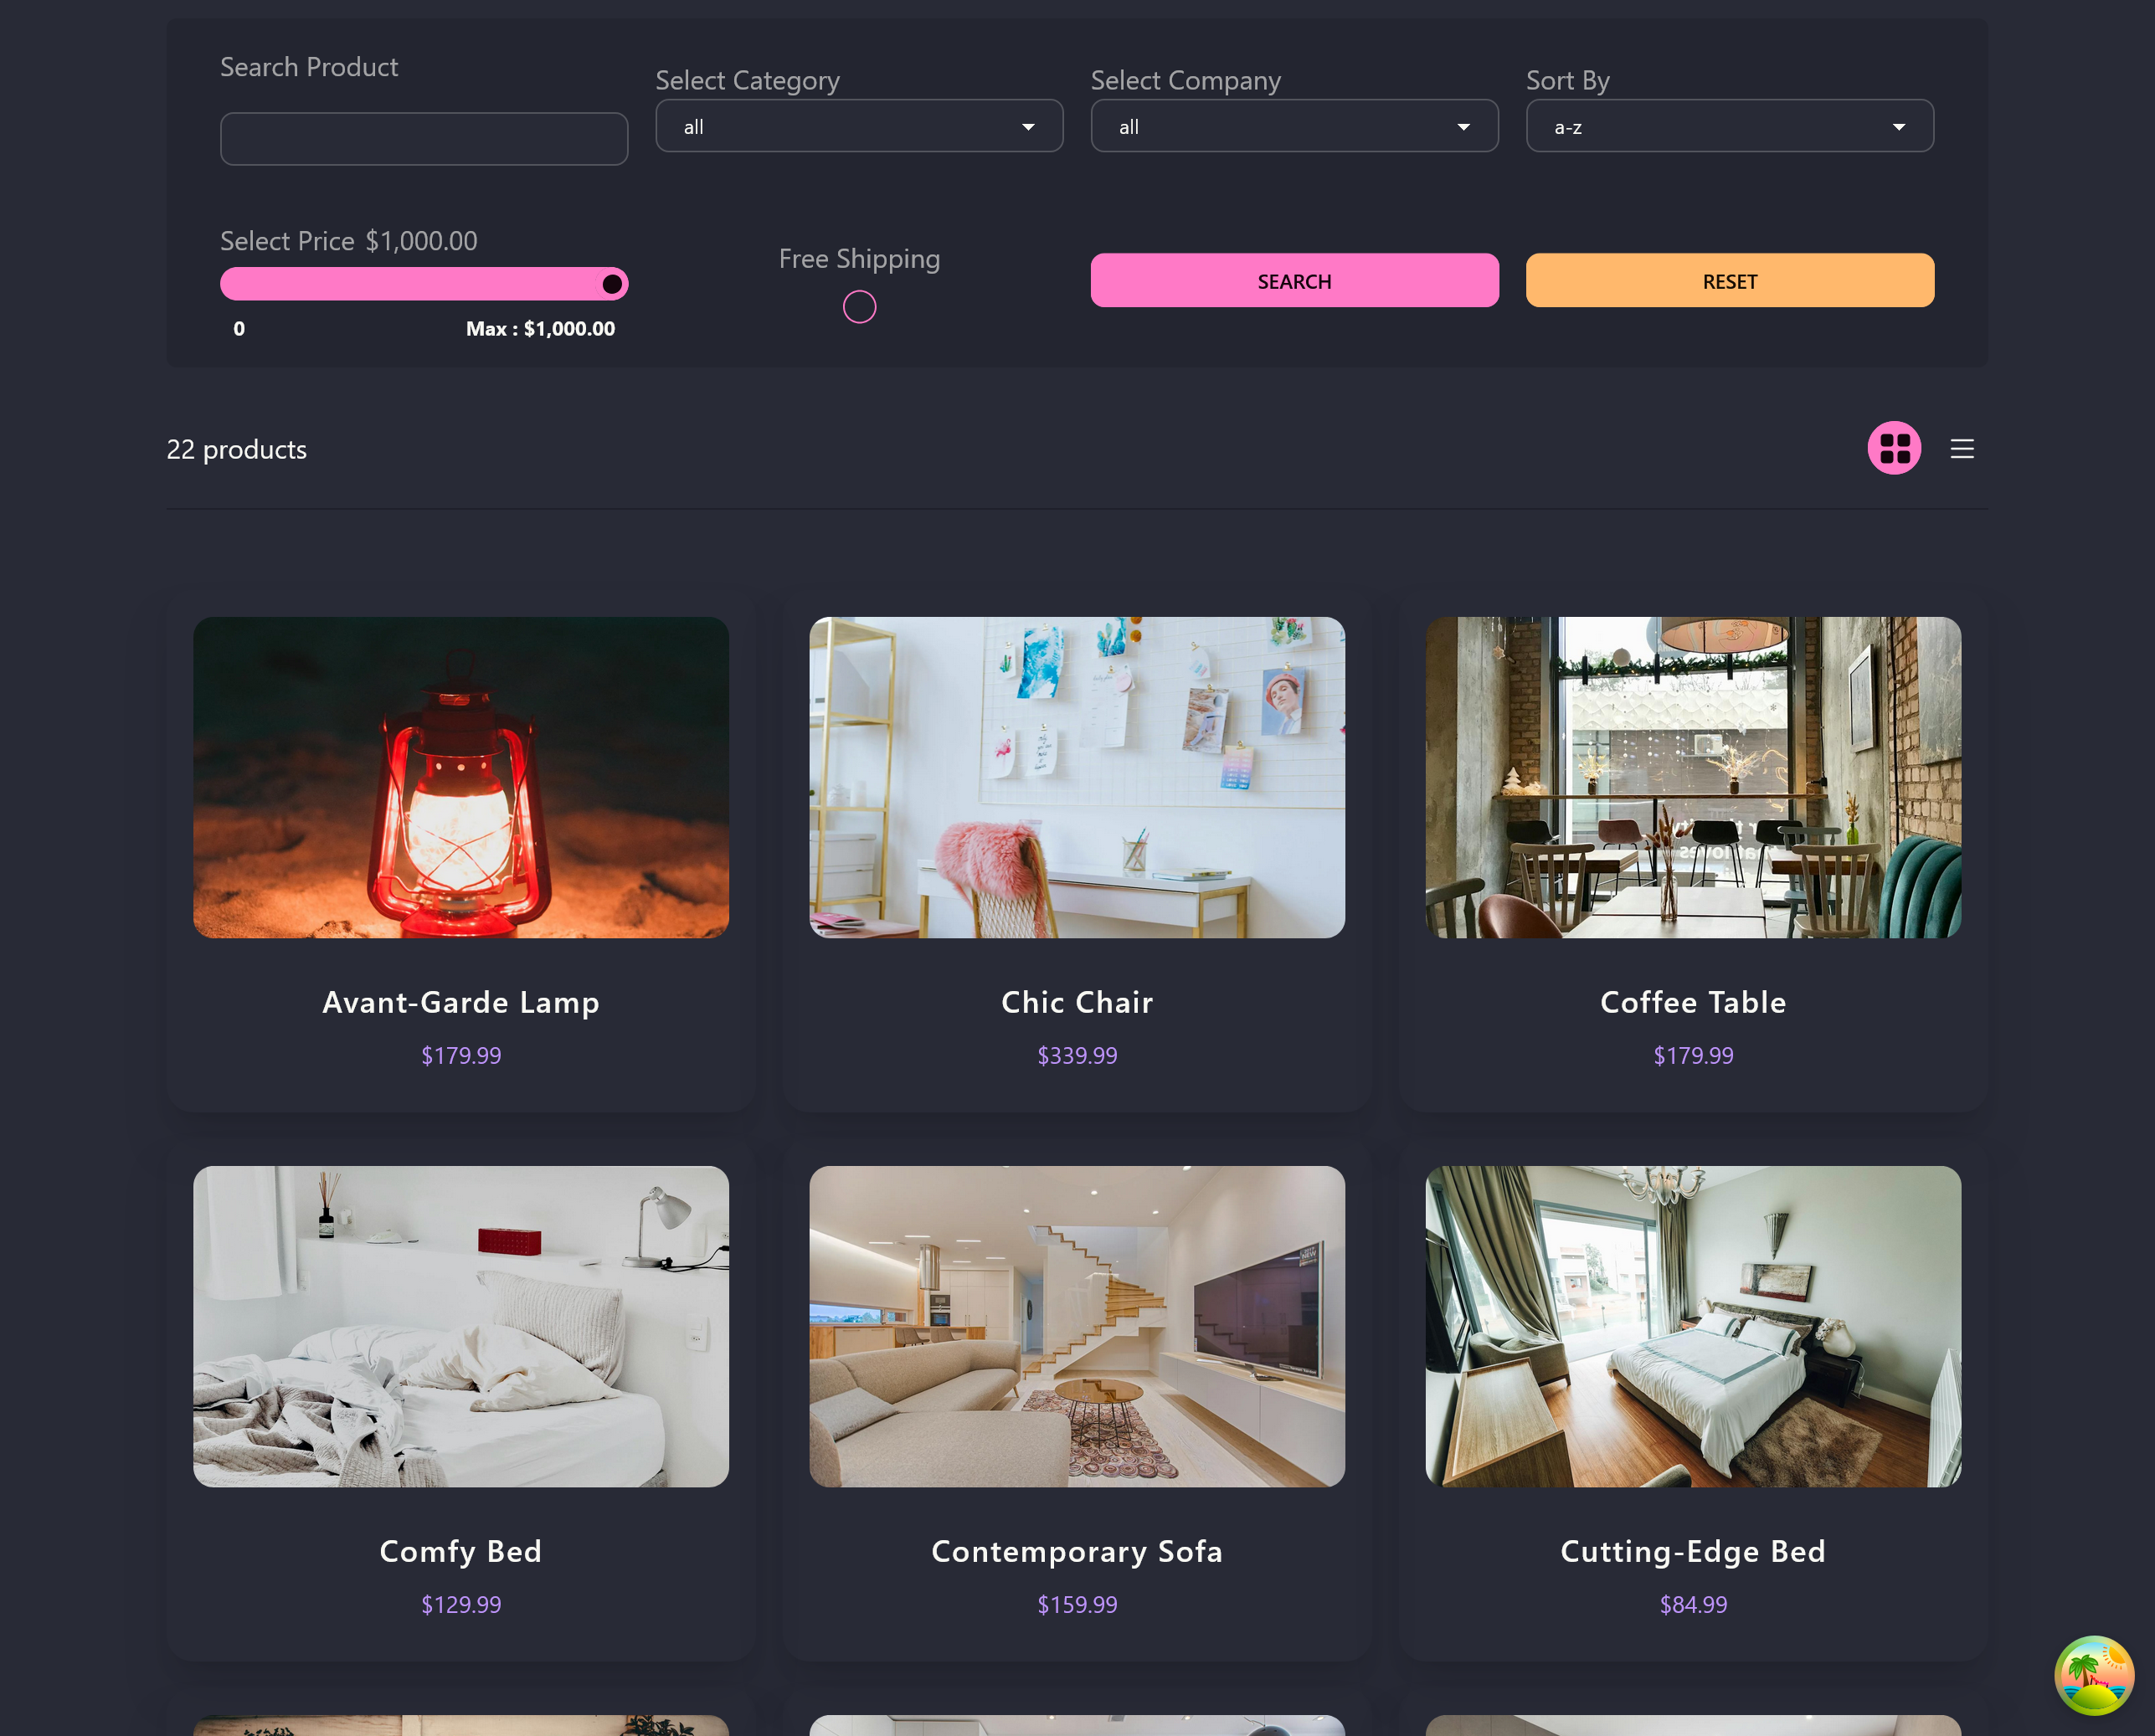 Search Product
Select Category
Select Company
Sort By
all
all
a-z
Select Price $1,000.00
Free Shipping
SEARCH
RESET
0
Max : $1,000.00
22 products
Avant-Garde Lamp
Chic Chair
Coffee Table
$179.99
$339.99
$179.99
Comfy Bed
Contemporary Sofa
Cutting-Edge Bed
$129.99
$159.99
$84.99